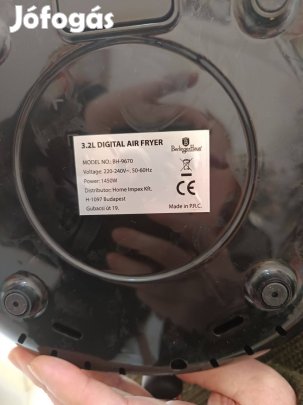 Jófogás
3.2L DIGITAL AIR FRYER
BerlingerHaus
MODEL NO.: BH-9670
Voltage: 220-240V~, 50-60Hz
Power: 1450W
Distributor: Home Impex Kft.
H-1097 Budapest
Gubacsi út 19.
CE
Made in P.R.C.